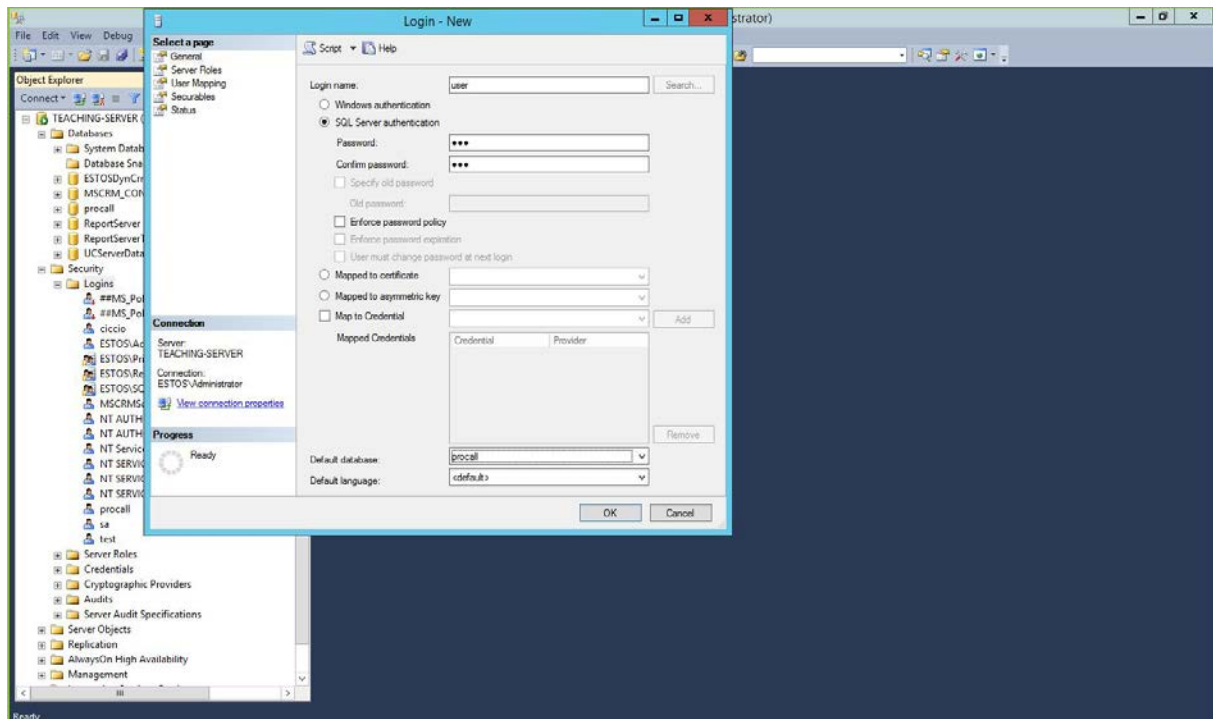 Login - New
strator)
File Edit View Debug
Select a page
General
Server Roles
User Mapping
Securables
Status
Script Help
Object Explorer
Connect
TEACHING-SERVER (
Databases
System Datab
Database Sna
ESTOSDynCrr
MSCRM_CON
procall
ReportServer
ReportServerT
UCServerData
Security
Logins
##MS_Pol
##MS_Pol
ciccio
ESTOS\Ad
ESTOS\Pri
ESTOS\Re
ESTOS\SC
MSCRMS
NT AUTH
NT AUTH
NT Service
NT SERVIC
NT SERVIC
NT SERVIC
procall
sa
test
Server Roles
Credentials
Cryptographic Providers
Audits
Server Audit Specifications
Server Objects
Replication
AlwaysOn High Availability
Management
Ready
Connection
Server:
TEACHING-SERVER
Connection:
ESTOS\Administrator
View connection properties
Progress
Ready
Login name: user Search...
Windows authentication
SQL Server authentication
Password: •••
Confirm password: •••
Specify old password
Old password:
Enforce password policy
Enforce password expiration
User must change password at next login
Mapped to certificate
Mapped to asymmetric key
Map to Credential Add
Mapped Credentials Credential Provider
Remove
Default database: procall
Default language: <default>
OK Cancel